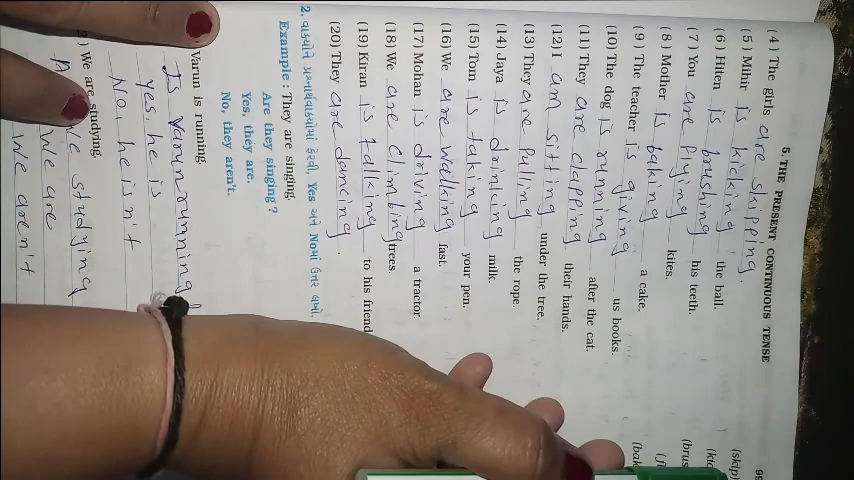 5. THE PRESENT CONTINUOUS TENSE
(4) The girls are skipping. (skip)
(5) Mihir is kicking the ball.
(6) Hiten is brushing his teeth. (brus
(7) You are flying kites.
(8) Mother is baking a cake. (bak
(9) The teacher is giving us books.
(10) The dog is running after the cat.
(11) They are clapping their hands.
(12) I am sitting under the tree.
(13) They are pulling the rope.
(14) Jaya is drinking milk.
(15) Tom is taking your pen.
(16) We are walking fast.
(17) Mohan is driving a tractor.
(18) We are climbing trees.
(19) Kiran is talking to his friend
(20) They are dancing.
2. વાક્યોને પ્રશ્નાર્થવાક્યોમાં ફેરવી, Yes અને Noમાં ઉત્તર લખો.
Example : They are singing.
Are they singing ?
Yes, they are.
No, they aren't.
Varun is running.
Is Varun running
yes, he is
No, he isn't
We are studying
we studying
we are
we aren't